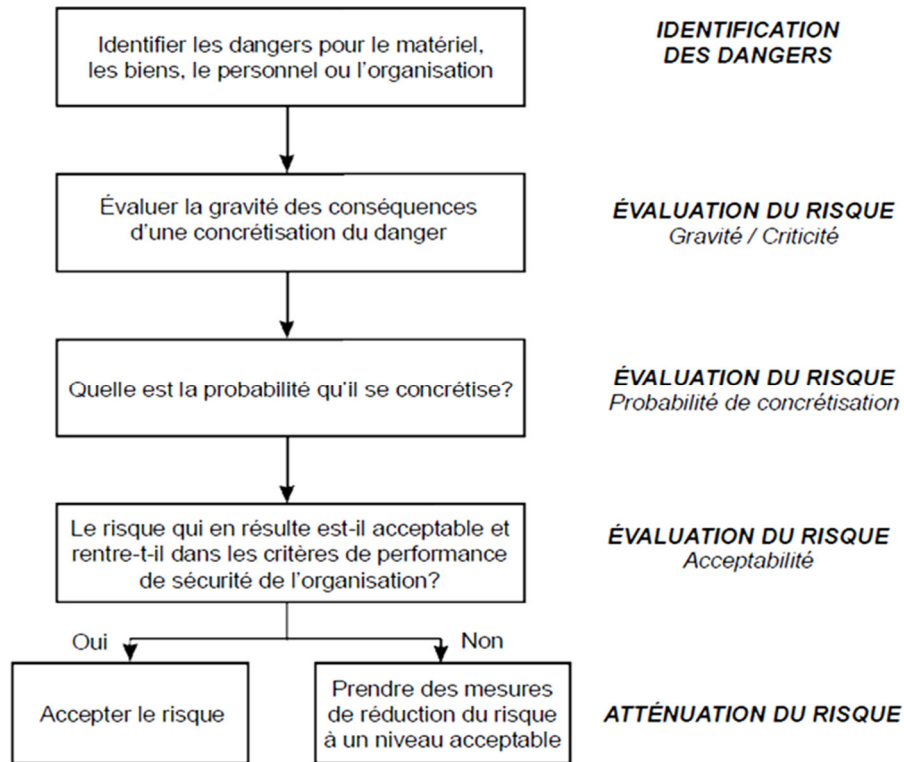 Identifier les dangers pour le matériel,
les biens, le personnel ou l'organisation
IDENTIFICATION
DES DANGERS
Évaluer la gravité des conséquences
d'une concrétisation du danger
ÉVALUATION DU RISQUE
Gravité / Criticité
Quelle est la probabilité qu'il se concrétise?
ÉVALUATION DU RISQUE
Probabilité de concrétisation
Le risque qui en résulte est-il acceptable et
rentre-t-il dans les critères de performance
de sécurité de l'organisation?
ÉVALUATION DU RISQUE
Acceptabilité
Oui
Non
Accepter le risque
Prendre des mesures
de réduction du risque
à un niveau acceptable
ATTÉNUATION DU RISQUE